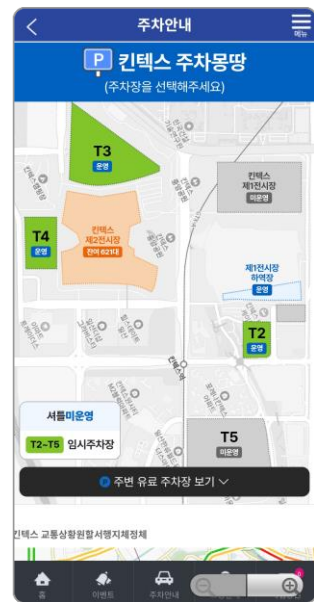 주차안내
메뉴
P 킨텍스 주차몽땅
(주차장을 선택해주세요)
T3
운영
킨텍스
제1전시장
미운영
T4
운영
킨텍스
제2전시장
잔여 621대
제1전시장
하역장
운영
T2
운영
킨텍스역
T5
미운영
셔틀미운영
T2~T5 임시주차장
P 주변 유료 주차장 보기
킨텍스 교통상황원할서행지체정체
홈
이벤트
주차안내